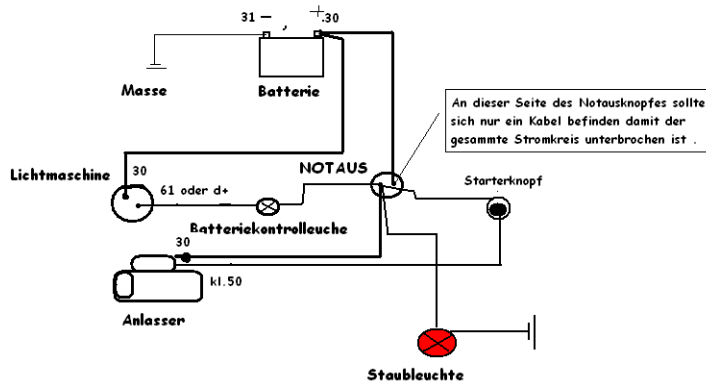 31 –
+.30
Masse
Batterie
An dieser Seite des Notausknopfes sollte
sich nur ein Kabel befinden damit der
gesammte Stromkreis unterbrochen ist .
Lichtmaschine
30
61 oder d+
NOTAUS
Starterknopf
Batteriekontrolleuche
30
kl.50
Anlasser
Staubleuchte